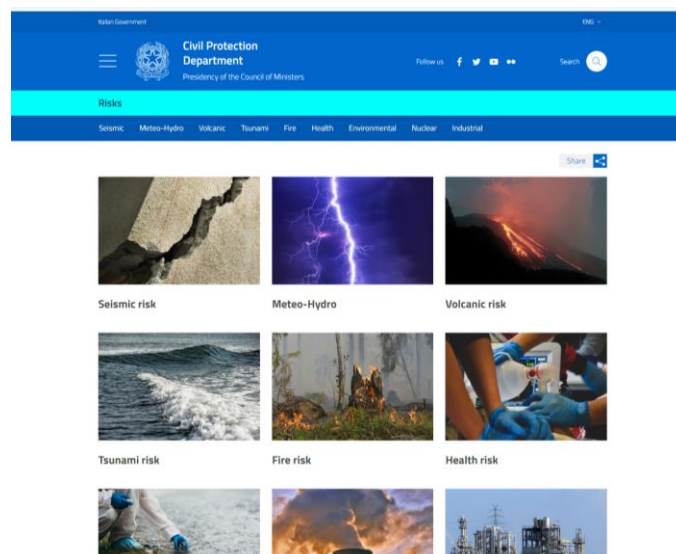 Italian Government
ENG
Civil Protection
Department
Presidency of the Council of Ministers
Follow us
Search
Risks
Seismic Meteo-Hydro Volcanic Tsunami Fire Health Environmental Nuclear Industrial
Share
Seismic risk Meteo-Hydro Volcanic risk
Tsunami risk Fire risk Health risk